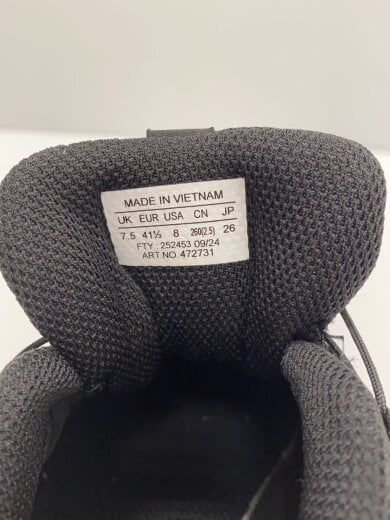 MADE IN VIETNAM
UK EUR USA CN JP
7.5 41½ 8 260(2.5) 26
FTY : 252453 09/24
ART.NO. 472731